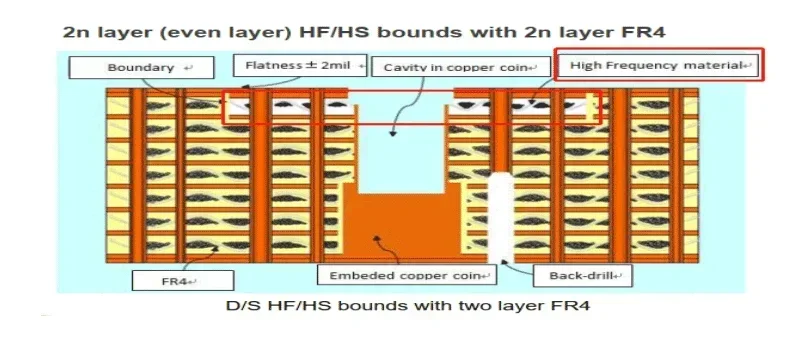 2n layer (even layer) HF/HS bounds with 2n layer FR4
Boundary
Flatness ± 2mil
Cavity in copper coin
High Frequency material
FR4
Embeded copper coin
Back-drill
D/S HF/HS bounds with two layer FR4